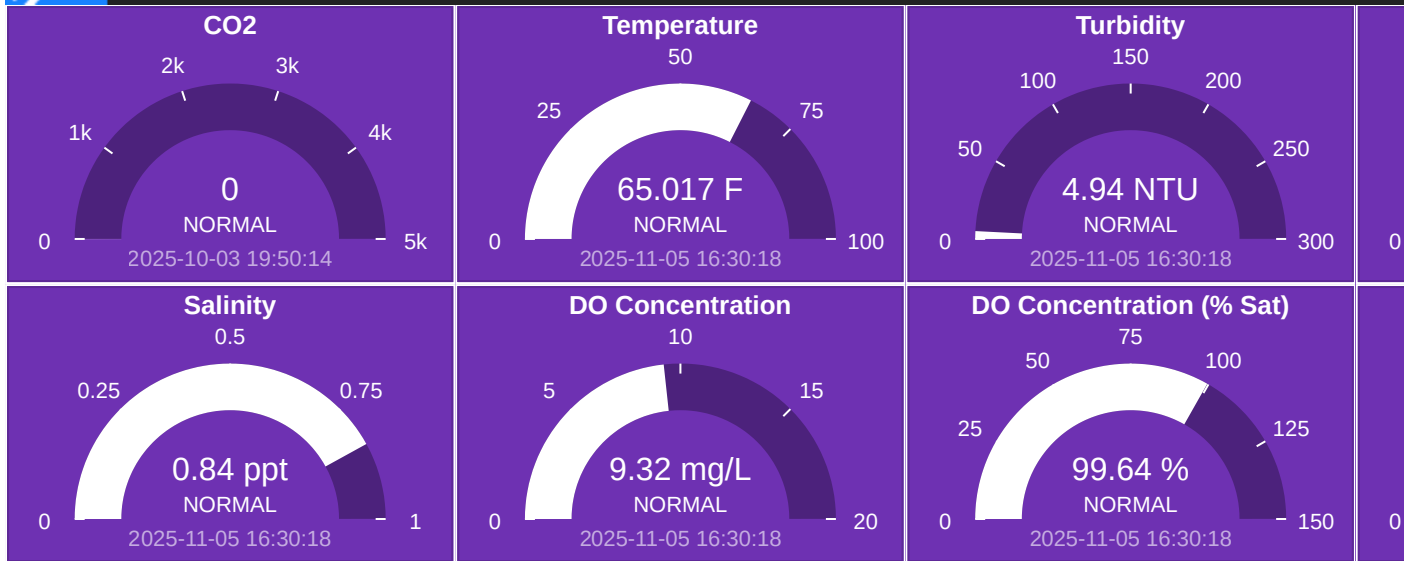 CO2
0
1k
2k
3k
4k
5k
0
NORMAL
2025-10-03 19:50:14
Temperature
0
25
50
75
100
65.017 F
NORMAL
2025-11-05 16:30:18
Turbidity
0
50
100
150
200
250
300
4.94 NTU
NORMAL
2025-11-05 16:30:18
0
Salinity
0
0.25
0.5
0.75
1
0.84 ppt
NORMAL
2025-11-05 16:30:18
DO Concentration
0
5
10
15
20
9.32 mg/L
NORMAL
2025-11-05 16:30:18
DO Concentration (% Sat)
0
25
50
75
100
125
150
99.64 %
NORMAL
2025-11-05 16:30:18
0